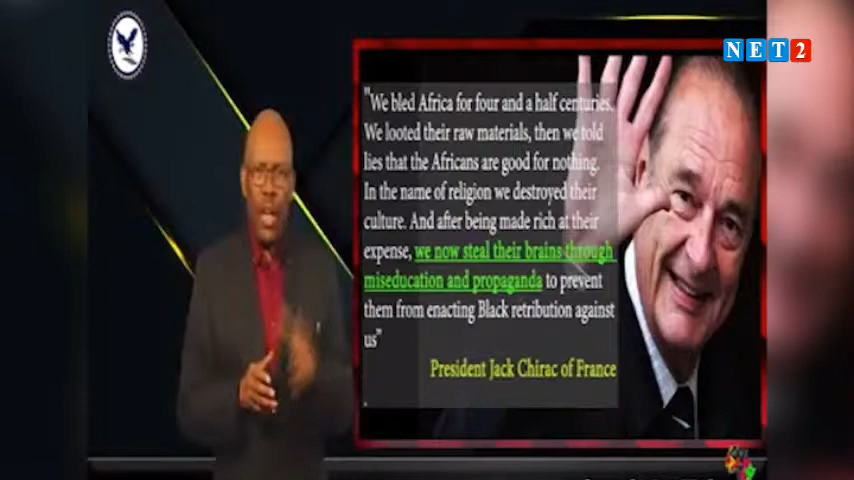 NET2
"We bled Africa for four and a half centuries.
We looted their raw materials, then we told
lies that the Africans are good for nothing.
In the name of religion we destroyed their
culture. And after being made rich at their
expense, we now steal their brains through
miseducation and propaganda to prevent
them from enacting Black retribution against
us"
President Jack Chirac of France
.